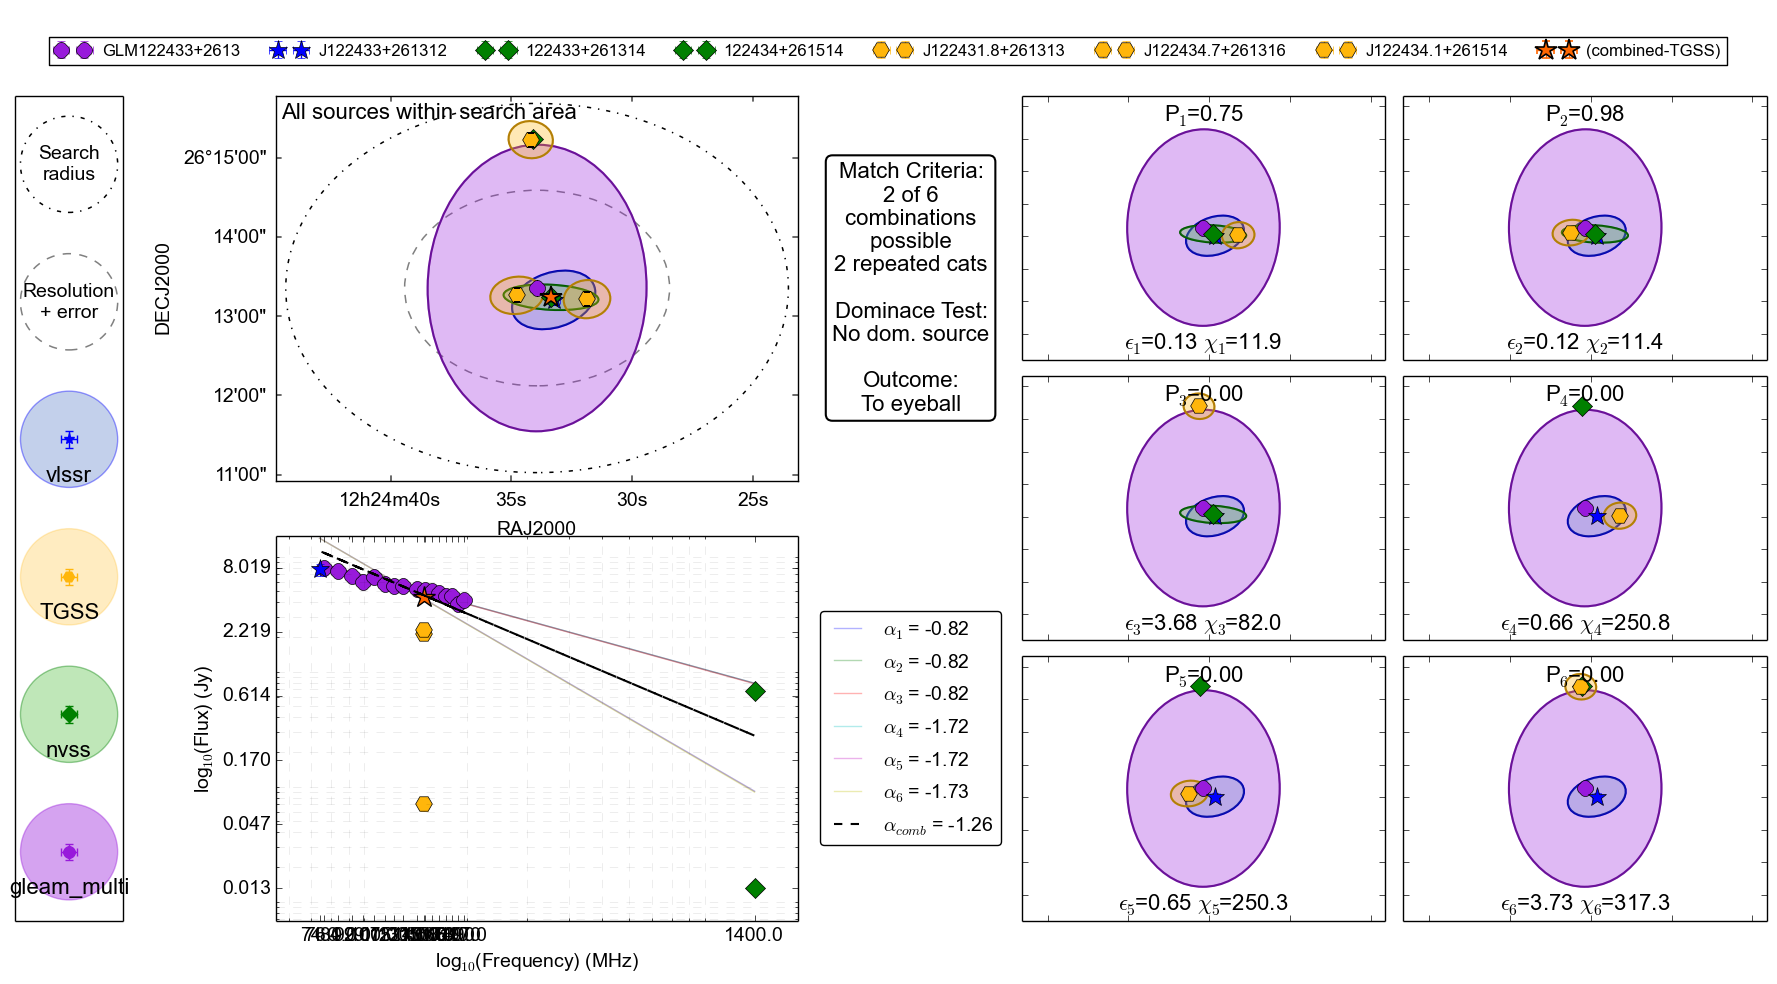 GLM122433+2613 J122433+261312 122433+261314 122434+261514 J122431.8+261313 J122434.7+261316 J122434.1+261514 (combined-TGSS)
Search
radius
Resolution
+ error
vlssr
TGSS
nvss
gleam_multi
All sources within search area
26°15'00"
14'00"
13'00"
12'00"
11'00"
DECJ2000
12h24m40s 35s 30s 25s
RAJ2000
Match Criteria:
2 of 6
combinations
possible
2 repeated cats
Dominace Test:
No dom. source
Outcome:
To eyeball
8.019
2.219
0.614
0.170
0.047
0.013
log10(Flux) (Jy)
1400.0
log10(Frequency) (MHz)
α1 = -0.82
α2 = -0.82
α3 = -0.82
α4 = -1.72
α5 = -1.72
α6 = -1.73
αcomb = -1.26
P1=0.75
ϵ1=0.13 χ1=11.9
P2=0.98
ϵ2=0.12 χ2=11.4
P3=0.00
ϵ3=3.68 χ3=82.0
P4=0.00
ϵ4=0.66 χ4=250.8
P5=0.00
ϵ5=0.65 χ5=250.3
P6=0.00
ϵ6=3.73 χ6=317.3